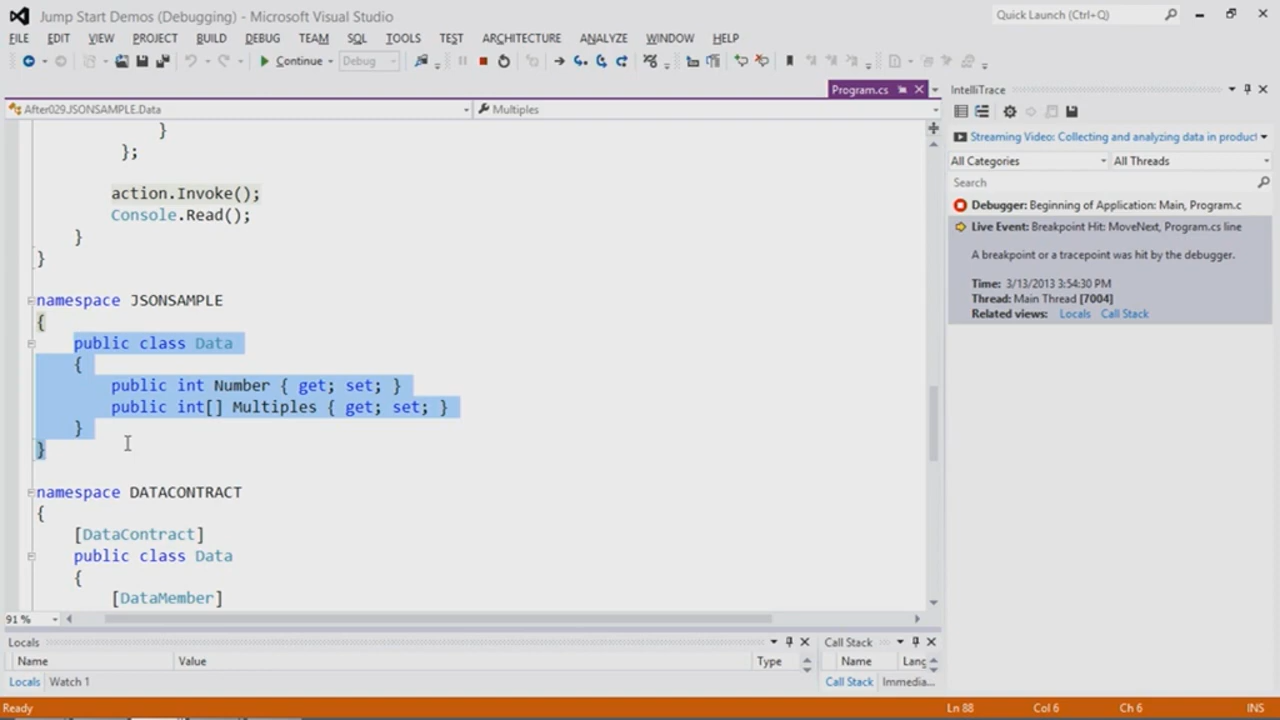 Jump Start Demos (Debugging) - Microsoft Visual Studio
Quick Launch (Ctrl+Q)
FILE EDIT VIEW PROJECT BUILD DEBUG TEAM SQL TOOLS TEST ARCHITECTURE ANALYZE WINDOW HELP
Continue Debug
Program.cs
After029JSONSAMPLE.Data
Multiples
}
};
action.Invoke();
Console.Read();
}
}
namespace JSONSAMPLE
{
public class Data
{
public int Number { get; set; }
public int[] Multiples { get; set; }
}
}
namespace DATACONTRACT
{
[DataContract]
public class Data
{
[DataMember]
91 %
IntelliTrace
Streaming Video: Collecting and analyzing data in product
All Categories All Threads
Search
Debugger: Beginning of Application: Main, Program.c
Live Event: Breakpoint Hit: MoveNext, Program.cs line
A breakpoint or a tracepoint was hit by the debugger.
Time: 3/13/2013 3:54:30 PM
Thread: Main Thread [7004]
Related views: Locals Call Stack
Locals
Name Value Type
Locals Watch 1
Call Stack
Name Lang
Call Stack Immedia...
Ready Ln 88 Col 6 Ch 6 INS